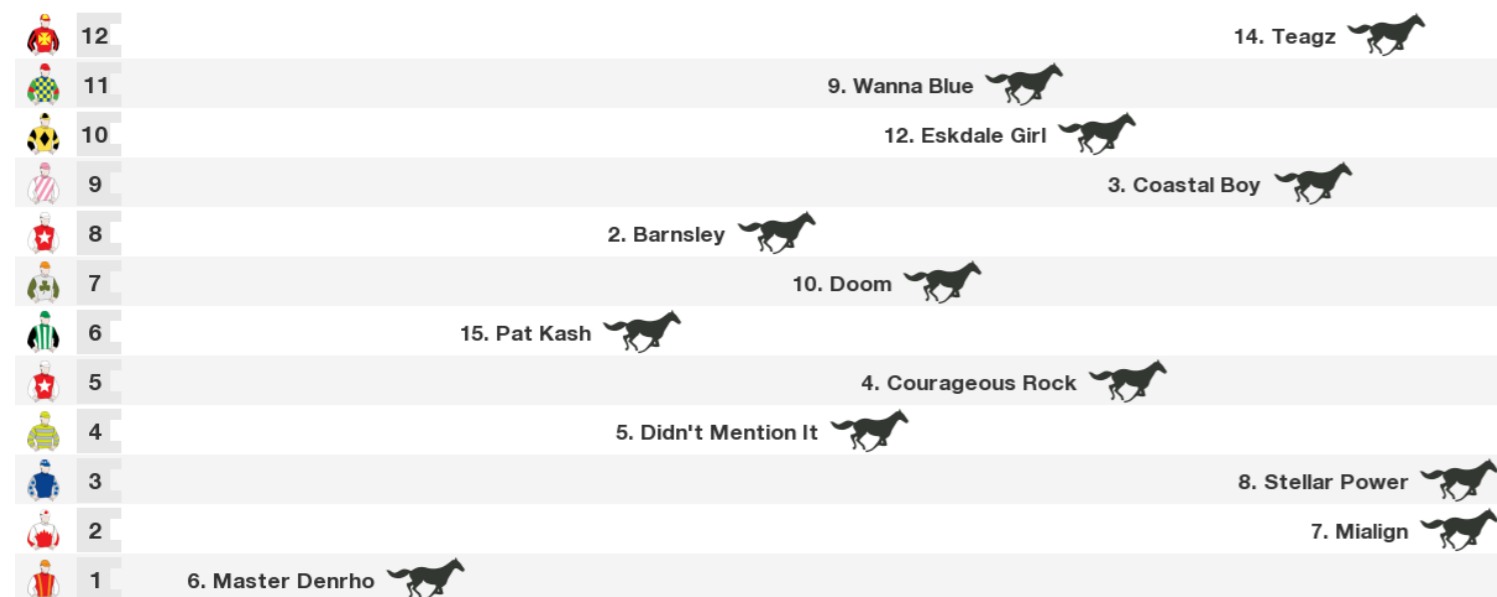 12 14. Teagz
11 9. Wanna Blue
10 12. Eskdale Girl
9 3. Coastal Boy
8 2. Barnsley
7 10. Doom
6 15. Pat Kash
5 4. Courageous Rock
4 5. Didn't Mention It
3 8. Stellar Power
2 7. Mialign
1 6. Master Denrho